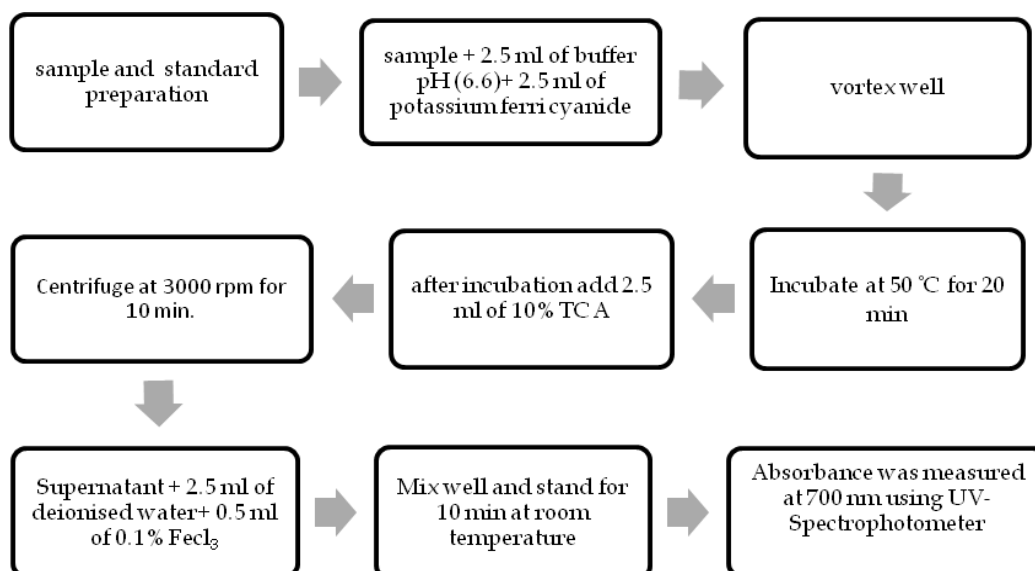 sample and standard
preparation
sample + 2.5 ml of buffer
pH (6.6)+ 2.5 ml of
potassium ferri cyanide
vortex well
Incubate at 50 °C for 20
min
after incubation add 2.5
ml of 10% TCA
Centrifuge at 3000 rpm for
10 min.
Supernatant + 2.5 ml of
deionised water+ 0.5 ml
of 0.1% Fecl₃
Mix well and stand for
10 min at room
temperature
Absorbance was measured
at 700 nm using UV-
Spectrophotometer